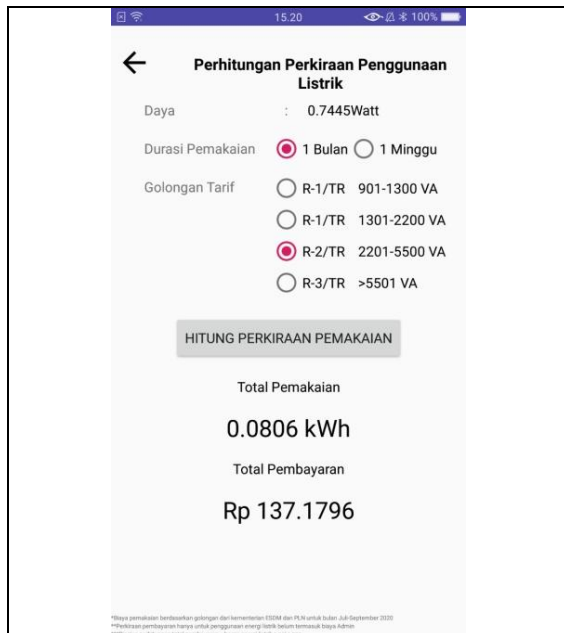 15.20 100%
Perhitungan Perkiraan Penggunaan
Listrik
Daya : 0.7445Watt
Durasi Pemakaian 1 Bulan 1 Minggu
Golongan Tarif R-1/TR 901-1300 VA
R-1/TR 1301-2200 VA
R-2/TR 2201-5500 VA
R-3/TR >5501 VA
HITUNG PERKIRAAN PEMAKAIAN
Total Pemakaian
0.0806 kWh
Total Pembayaran
Rp 137.1796
*Biaya pemakaian berdasarkan golongan dari kementerian ESDM dan PLN untuk bulan Juli-September 2020
**Perkiraan pembayaran hanya untuk penggunaan energi listrik belum termasuk biaya Admin